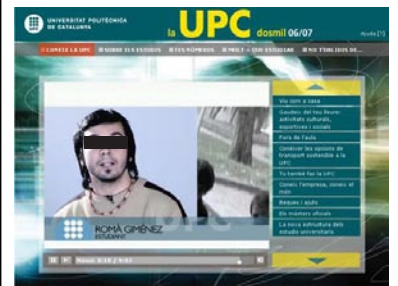 UNIVERSITAT POLITÈCNICA
DE CATALUNYA
la UPC dosmil 06/07
Ajuda [?]
CONEIX LA UPC
SOBRE ELS ESTUDIS
ELS NÚMEROS
MOLT + QUE ESTUDIAR
NO T'OBLIDIS DE...
Viu com a casa
Gaudeix del teu lleure:
activitats culturals,
esportives i socials
Fora de l'aula
Conèixer les opcions de
transport sostenible a la
UPC
Tu també fas la UPC
Coneix l'empresa, coneix el
món
Beques i ajuts
Els màsters oficials
La nova estructura dels
estudis universitaris
ROMÀ GIMÉNEZ
ESTUDIANT
UPC